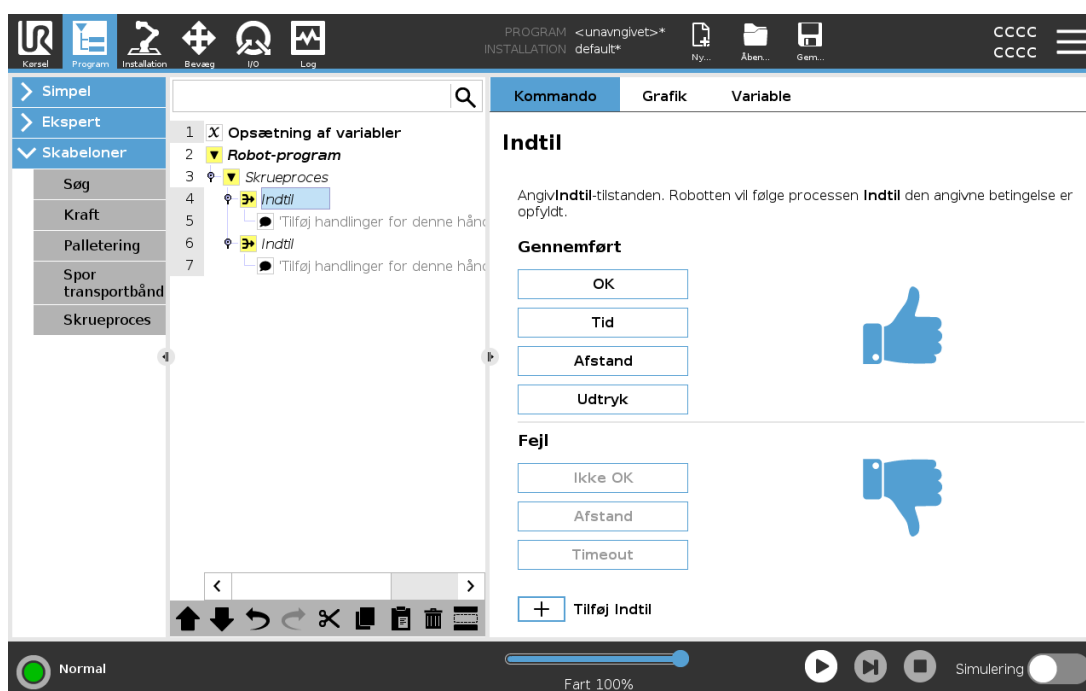 UR
Kørsel
Program
Installation
Bevæg
I/O
Log
PROGRAM <unavngivet>*
INSTALLATION default*
Ny...
Åben...
Gem...
CCCC
CCCC
Simpel
Ekspert
Skabeloner
Søg
Kraft
Palletering
Spor
transportbånd
Skrueproces
1 X Opsætning af variabler
2 Robot-program
3 Skrueproces
4 Indtil
5 'Tilføj handlinger for denne hånd
6 Indtil
7 'Tilføj handlinger for denne hånd
Kommando Grafik Variable
Indtil
AngivIndtil-tilstanden. Robotten vil følge processen Indtil den angivne betingelse er
opfyldt.
Gennemført
OK
Tid
Afstand
Udtryk
Fejl
Ikke OK
Afstand
Timeout
+ Tilføj Indtil
Normal
Fart 100%
Simulering